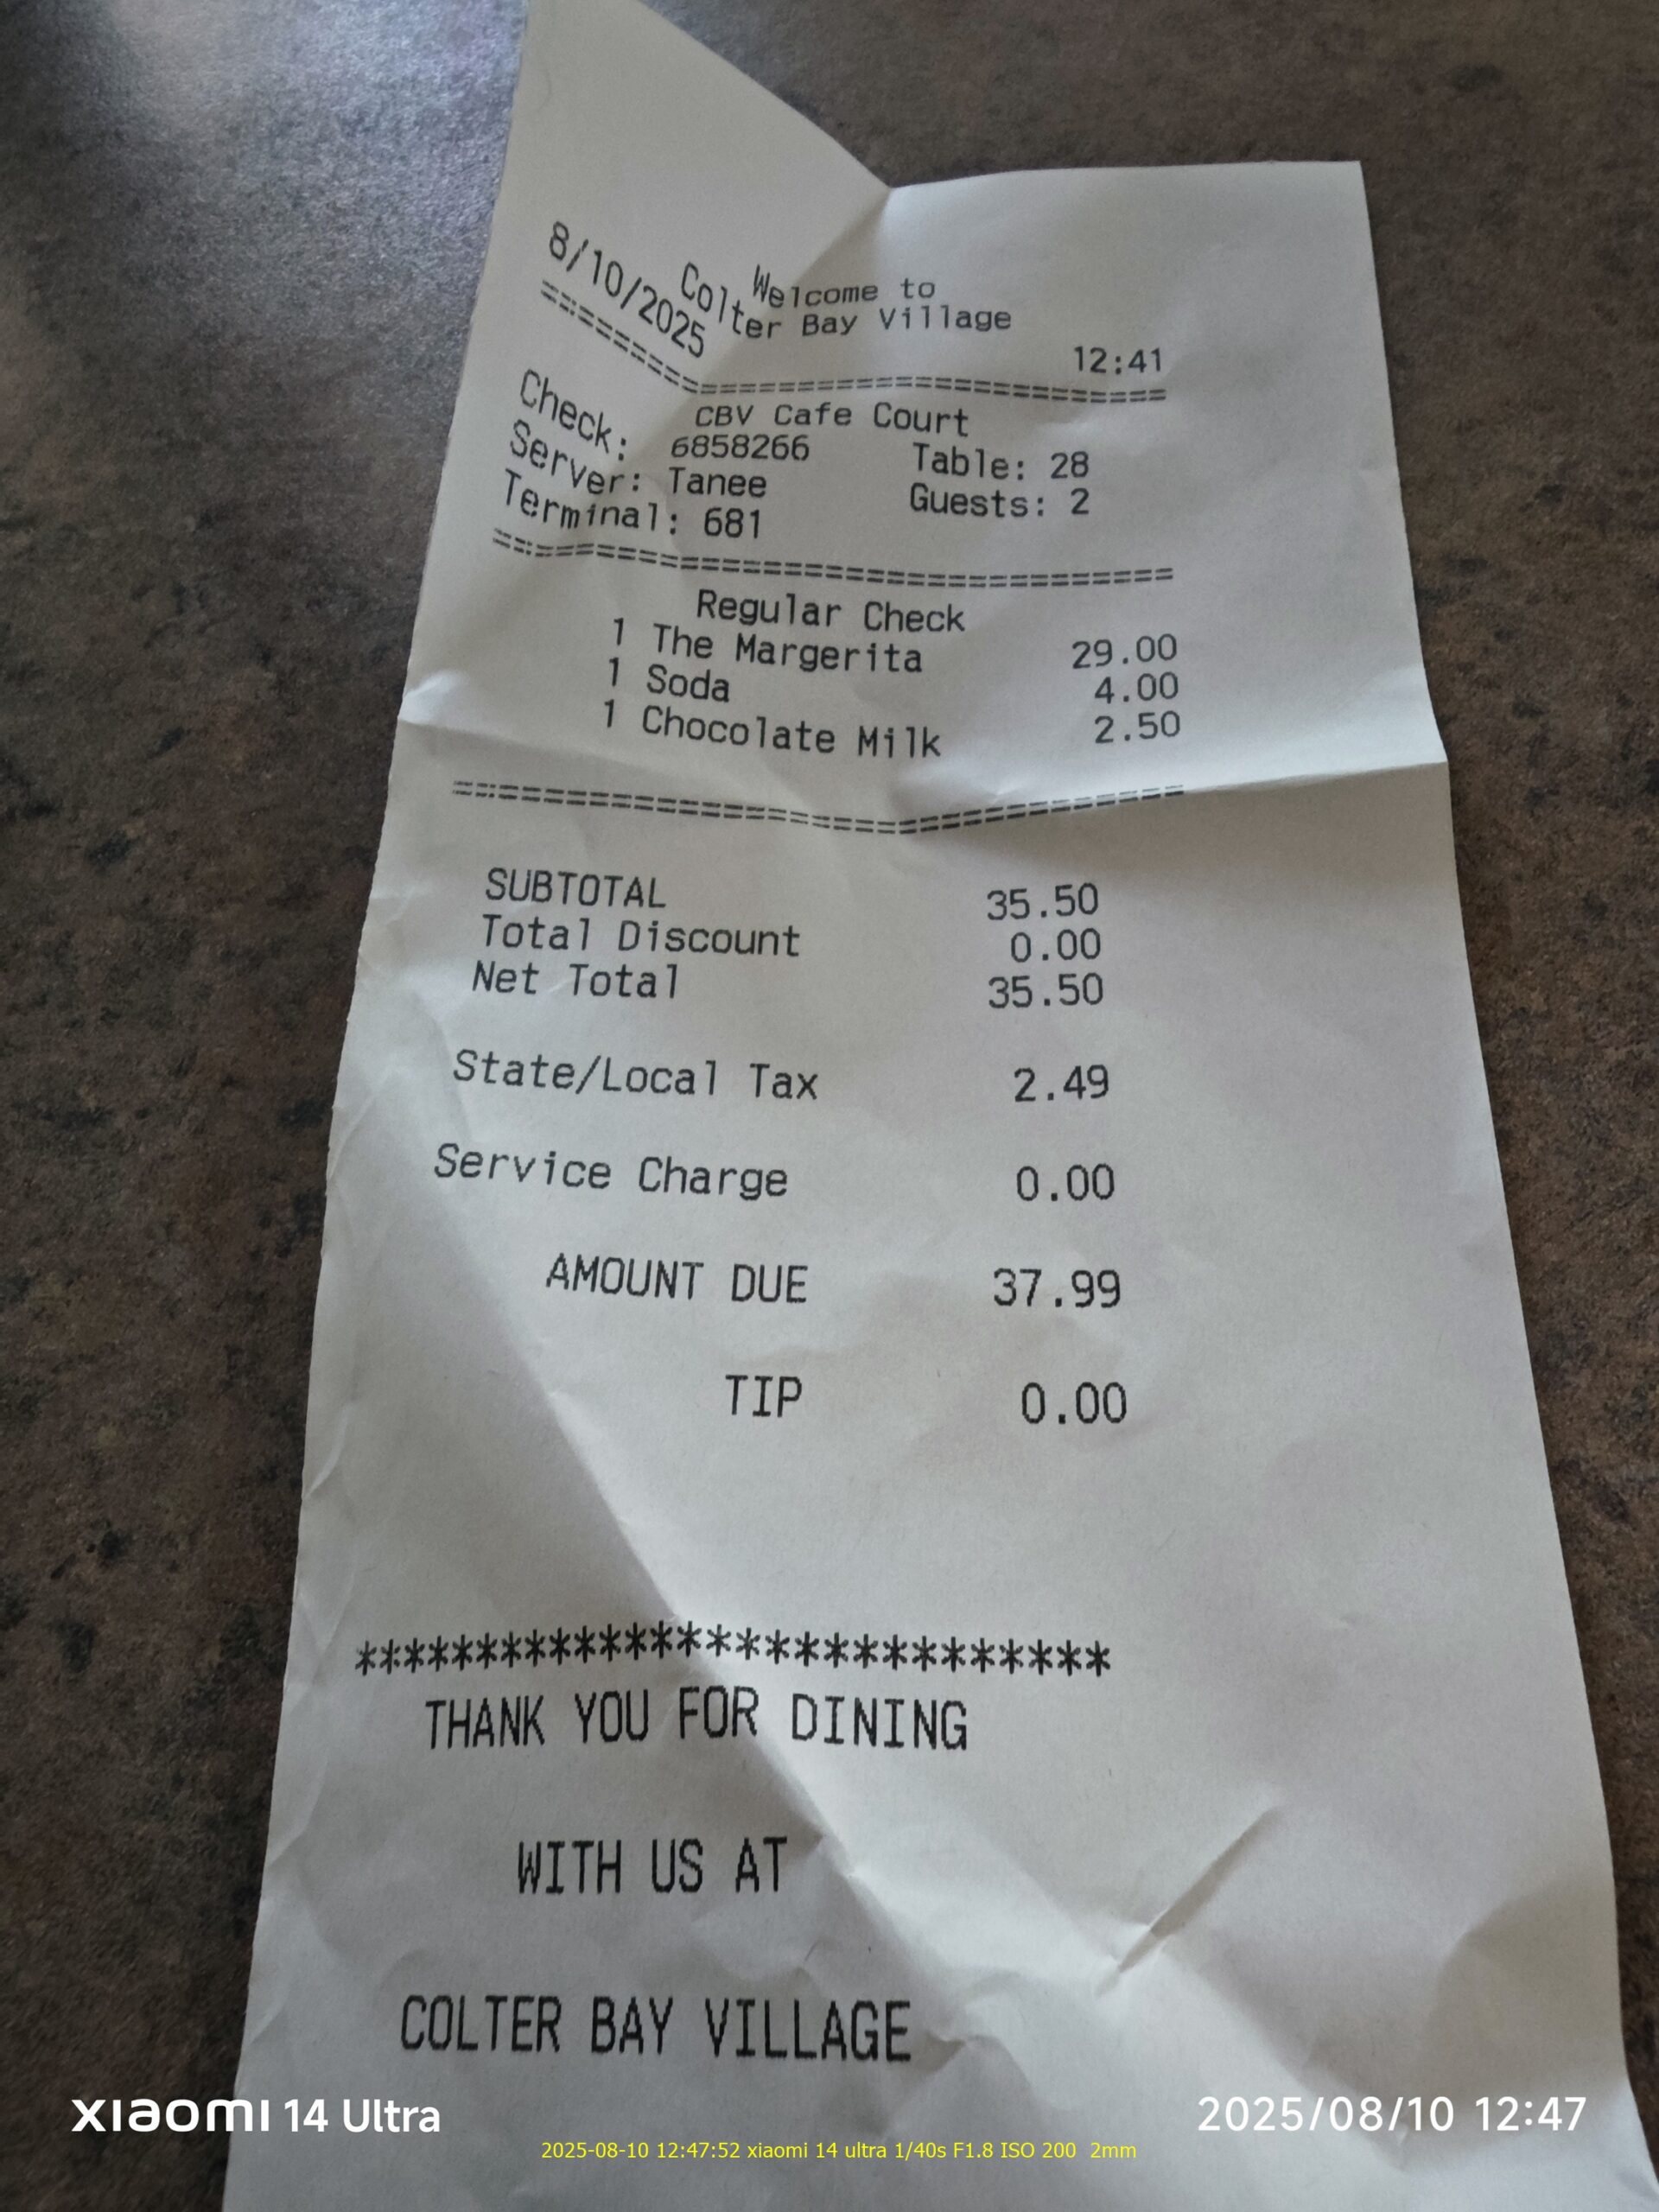 Welcome to
Colter Bay Village
8/10/2025 12:41
==============================
CBV Cafe Court
Check: 6858266 Table: 28
Server: Tanee Guests: 2
Terminal: 681
==============================
Regular Check
1 The Margerita 29.00
1 Soda 4.00
1 Chocolate Milk 2.50
==============================
SUBTOTAL 35.50
Total Discount 0.00
Net Total 35.50
State/Local Tax 2.49
Service Charge 0.00
AMOUNT DUE 37.99
TIP 0.00
****************************
THANK YOU FOR DINING
WITH US AT
COLTER BAY VILLAGE
xiaomi 14 Ultra 2025/08/10 12:47
2025-08-10 12:47:52 xiaomi 14 ultra 1/40s F1.8 ISO 200 2mm